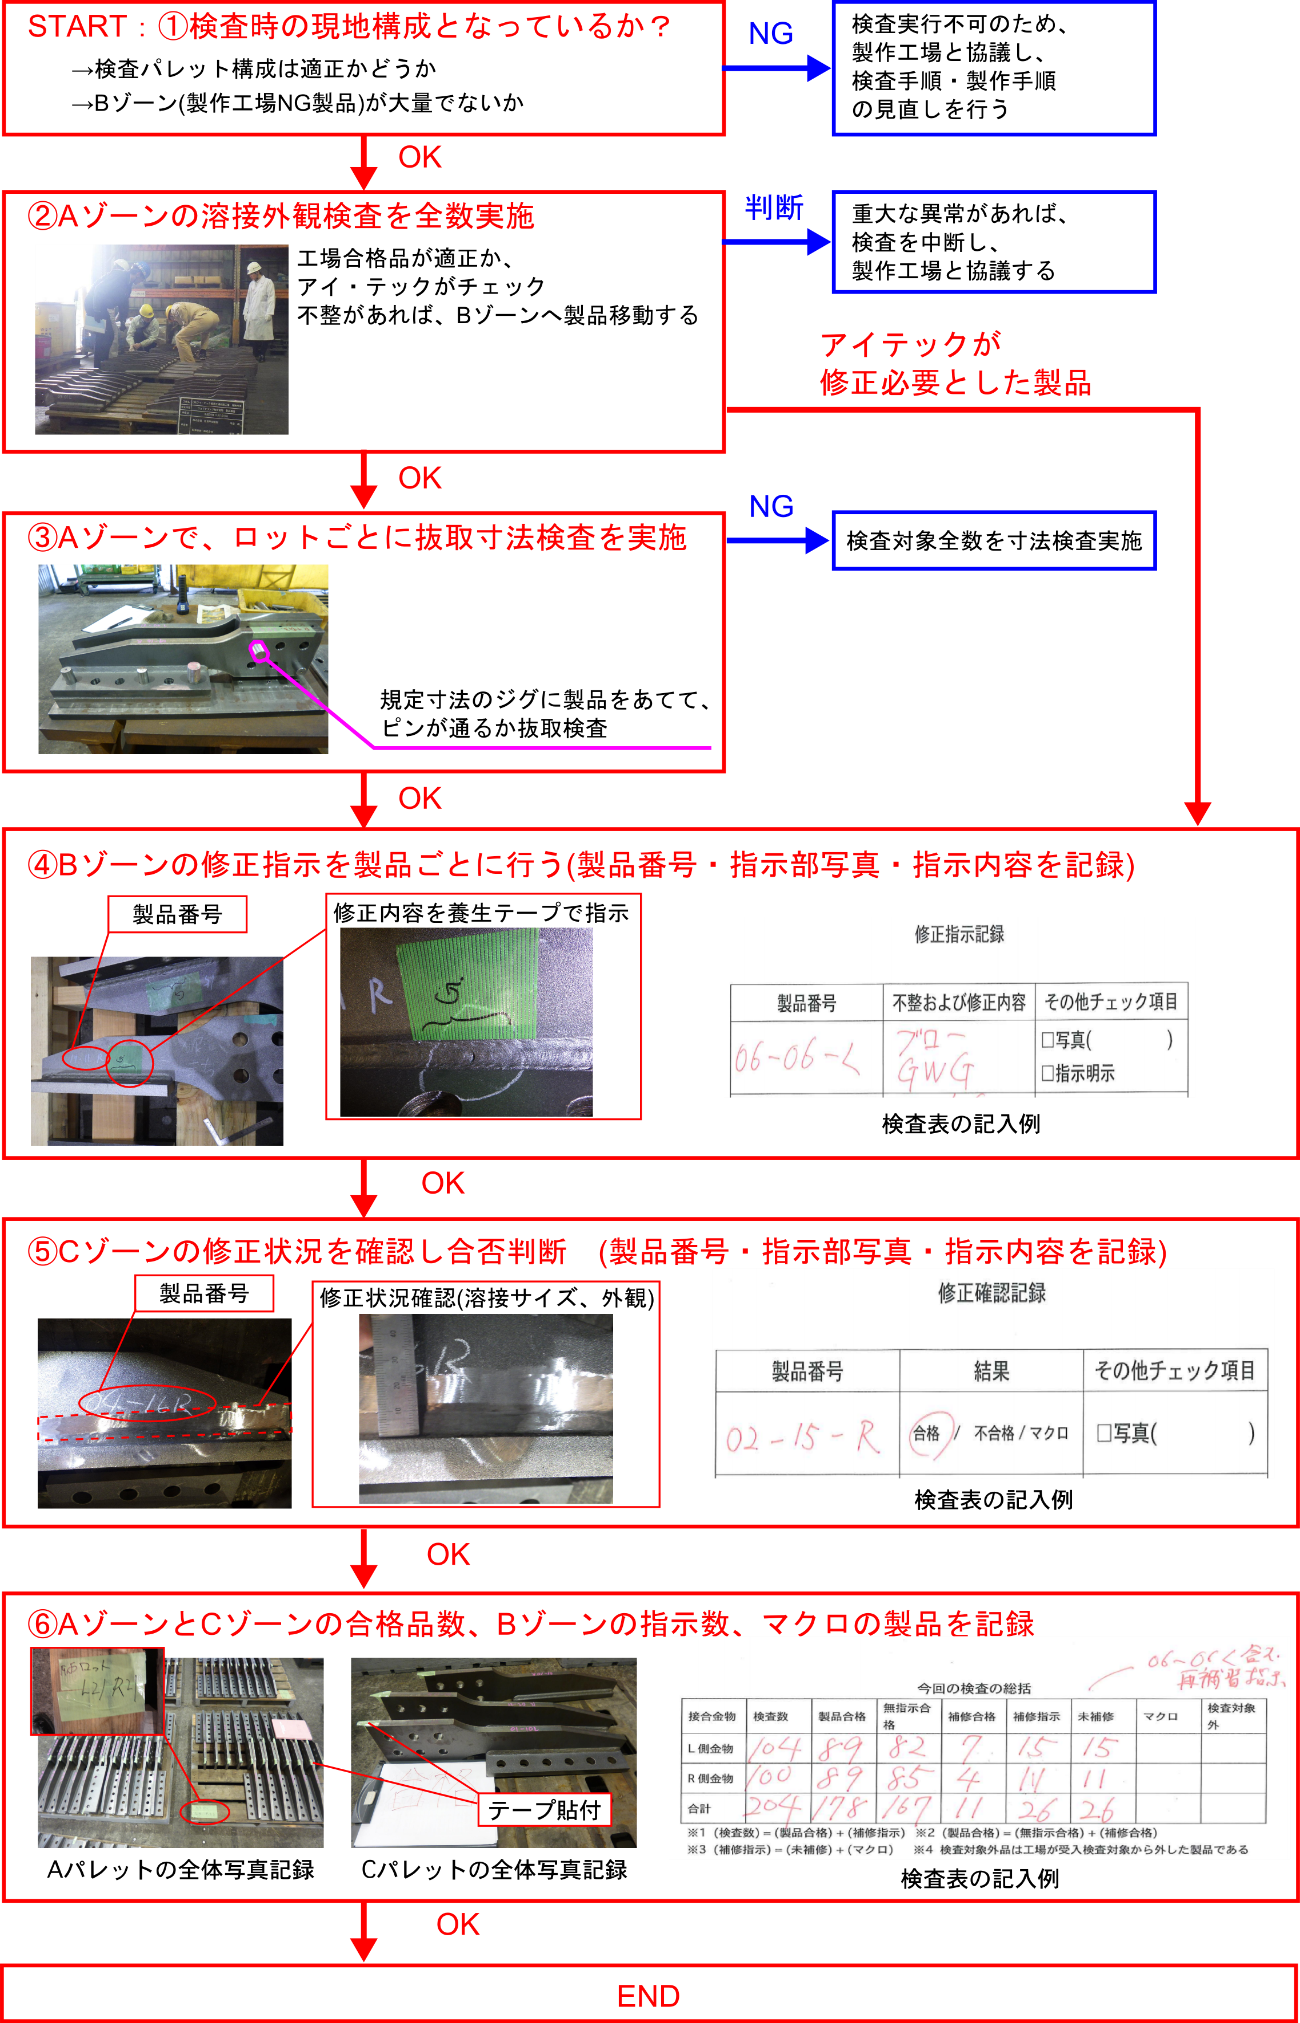 START：①検査時の現地構成となっているか？
→検査パレット構成は適正かどうか
→Bゾーン(製作工場NG製品)が大量でないか
NG
検査実行不可のため、
製作工場と協議し、
検査手順・製作手順
の見直しを行う
OK
②Aゾーンの溶接外観検査を全数実施
工場合格品が適正か、
アイ・テックがチェック
不整があれば、Bゾーンへ製品移動する
判断
重大な異常があれば、
検査を中断し、
製作工場と協議する
アイテックが
修正必要とした製品
OK
③Aゾーンで、ロットごとに抜取寸法検査を実施
規定寸法のジグに製品をあてて、
ピンが通るか抜取検査
NG
検査対象全数を寸法検査実施
OK
④Bゾーンの修正指示を製品ごとに行う(製品番号・指示部写真・指示内容を記録)
製品番号
修正内容を養生テープで指示
R
G
修正指示記録
製品番号 不整および修正内容 その他チェック項目
06-06-L ブロー □写真( )
GWG □指示明示
検査表の記入例
OK
⑤Cゾーンの修正状況を確認し合否判断　(製品番号・指示部写真・指示内容を記録)
製品番号
04-16R
修正状況確認(溶接サイズ、外観)
R
修正確認記録
製品番号 結果 その他チェック項目
02-15-R 合格 / 不合格 / マクロ □写真( )
検査表の記入例
OK
⑥AゾーンとCゾーンの合格品数、Bゾーンの指示数、マクロの製品を記録
ロット
L21 R21
テープ貼付
Aパレットの全体写真記録
Cパレットの全体写真記録
06-06 L 含む
再補習指示
今回の検査の総括
接合金物 検査数 製品合格 無指示合格 補修合格 補修指示 未補修 マクロ 検査対象外
L側金物 104 89 82 7 15 15
R側金物 100 89 85 4 11 11
合計 204 178 167 11 26 26
※1 (検査数)＝(製品合格)＋(補修指示) ※2 (製品合格)＝(無指示合格)＋(補修合格)
※3 (補修指示)＝(未補修)＋(マクロ) ※4 検査対象外品は工場が受入検査対象から外した製品である
検査表の記入例
OK
END